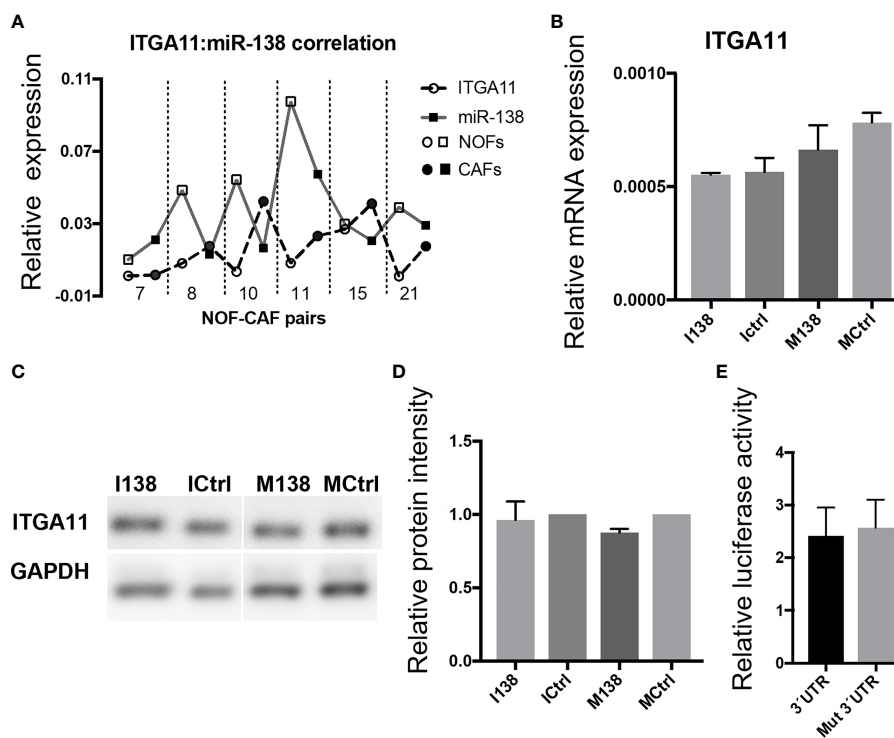 A
ITGA11:miR-138 correlation
Relative expression
0.11
0.07
0.03
-0.01
7 8 10 11 15 21
NOF-CAF pairs
ITGA11
miR-138
NOFs
CAFs
B
ITGA11
Relative mRNA expression
0.0010
0.0005
0.0000
I138 Ictrl M138 MCtrl
C
I138 ICtrl M138 MCtrl
ITGA11
GAPDH
D
Relative protein intensity
1.5
1.0
0.5
0.0
I138 ICtrl M138 MCtrl
E
Relative luciferase activity
4
3
2
1
0
3´UTR Mut 3´UTR